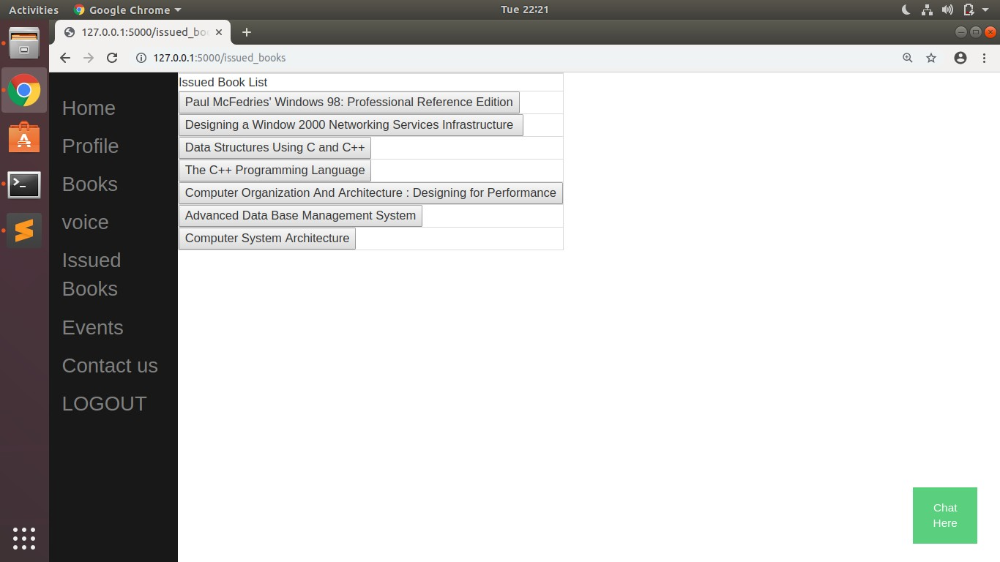 Activities
Google Chrome
Tue 22:21
127.0.0.1:5000/issued_bo
127.0.0.1:5000/issued_books
Home
Profile
Books
voice
Issued
Books
Events
Contact us
LOGOUT
Issued Book List
Paul McFedries' Windows 98: Professional Reference Edition
Designing a Window 2000 Networking Services Infrastructure
Data Structures Using C and C++
The C++ Programming Language
Computer Organization And Architecture : Designing for Performance
Advanced Data Base Management System
Computer System Architecture
Chat
Here